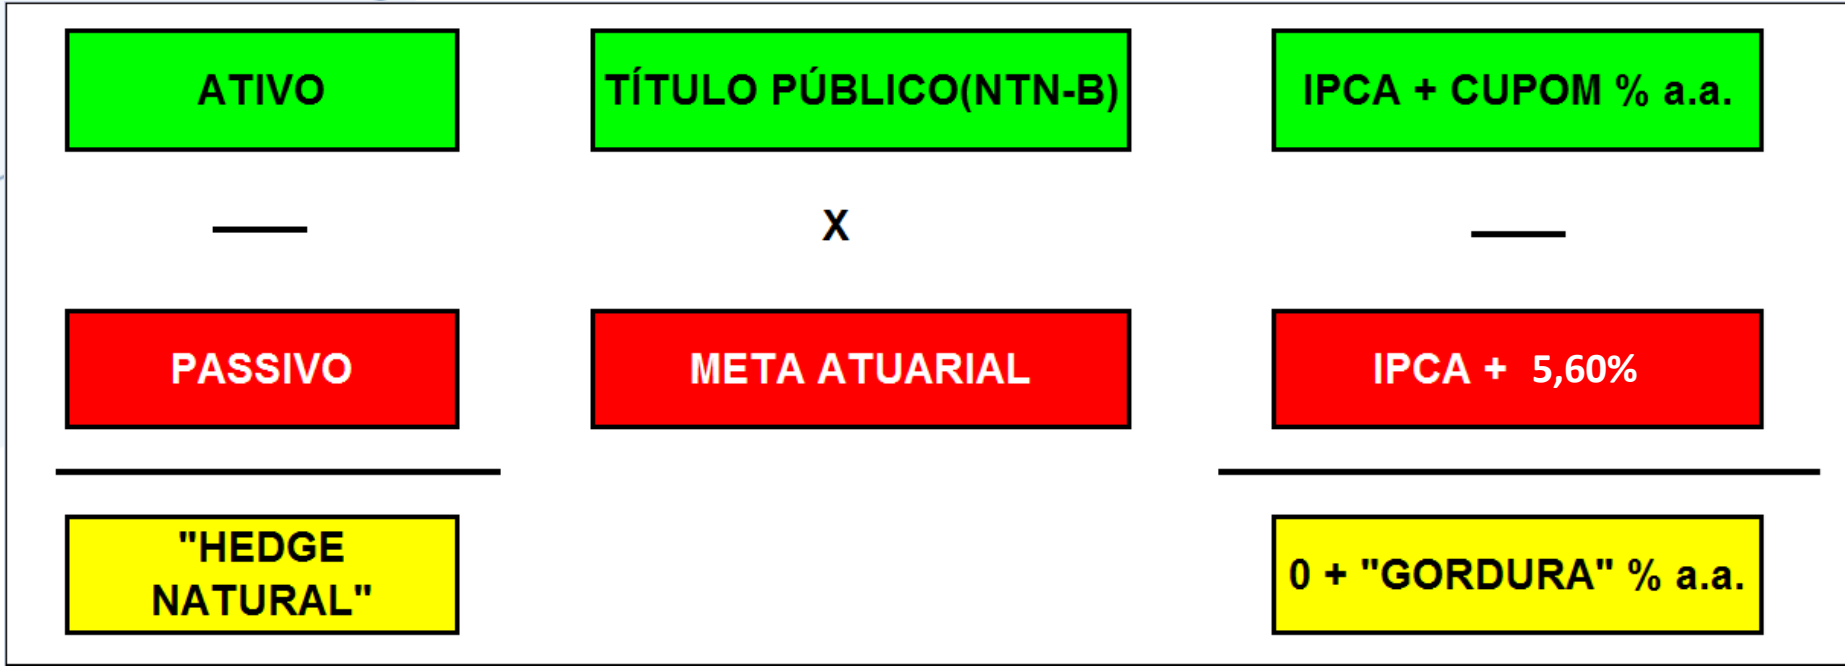 ATIVO
TÍTULO PÚBLICO(NTN-B)
IPCA + CUPOM % a.a.
X
PASSIVO
META ATUARIAL
IPCA + 5,60%
"HEDGE
NATURAL"
0 + "GORDURA" % a.a.